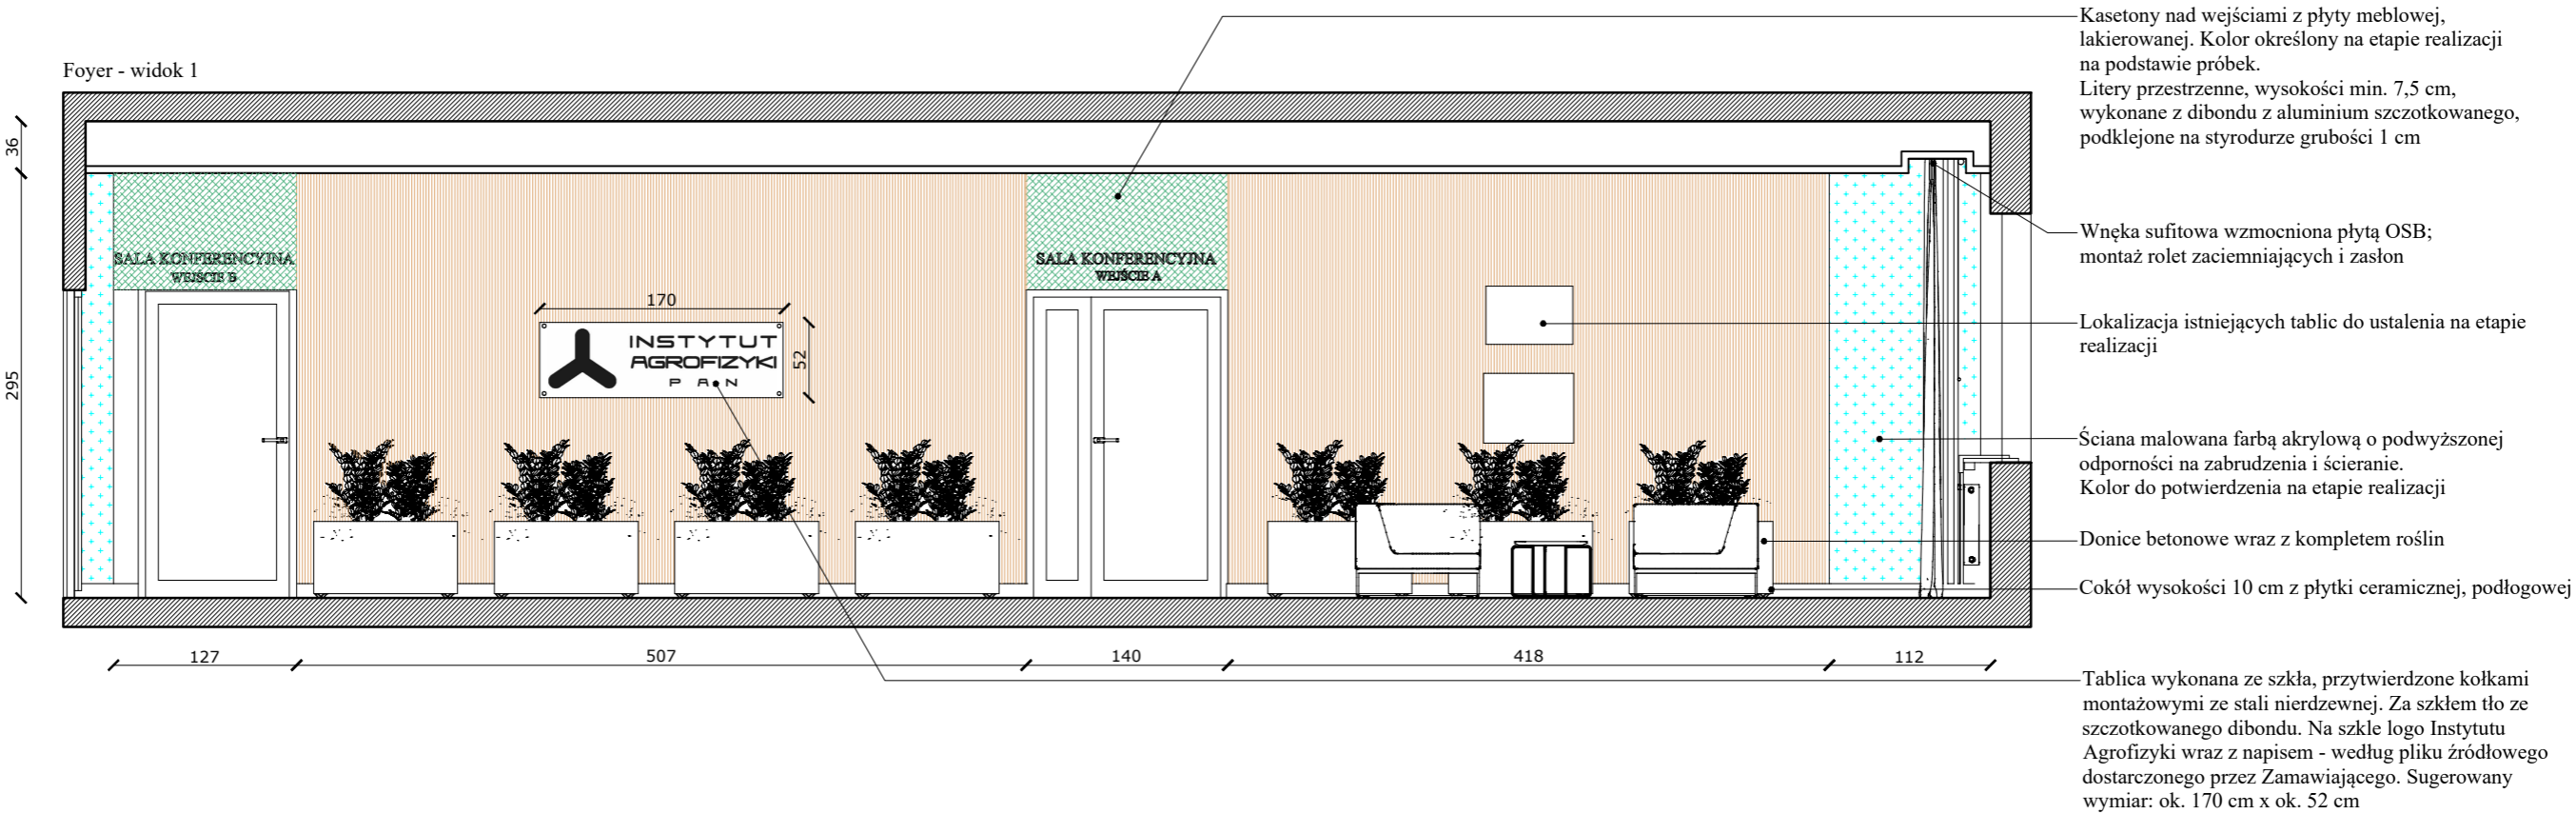 Foyer - widok 1
Kasetony nad wejściami z płyty meblowej,
lakierowanej. Kolor określony na etapie realizacji
na podstawie próbek.
Litery przestrzenne, wysokości min. 7,5 cm,
wykonane z dibondu z aluminium szczotkowanego,
podklejone na styrodurze grubości 1 cm
36
295
SALA KONFERENCYJNA
WEJŚCIE B
SALA KONFERENCYJNA
WEJŚCIE A
170
52
INSTYTUT
AGROFIZYKI
PAN
Wnęka sufitowa wzmocniona płytą OSB;
montaż rolet zaciemniających i zasłon
Lokalizacja istniejących tablic do ustalenia na etapie
realizacji
Ściana malowana farbą akrylową o podwyższonej
odporności na zabrudzenia i ścieranie.
Kolor do potwierdzenia na etapie realizacji
Donice betonowe wraz z kompletem roślin
Cokół wysokości 10 cm z płytki ceramicznej, podłogowej
127
507
140
418
112
Tablica wykonana ze szkła, przytwierdzone kołkami
montażowymi ze stali nierdzewnej. Za szkłem tło ze
szczotkowanego dibondu. Na szkle logo Instytutu
Agrofizyki wraz z napisem - według pliku źródłowego
dostarczonego przez Zamawiającego. Sugerowany
wymiar: ok. 170 cm x ok. 52 cm